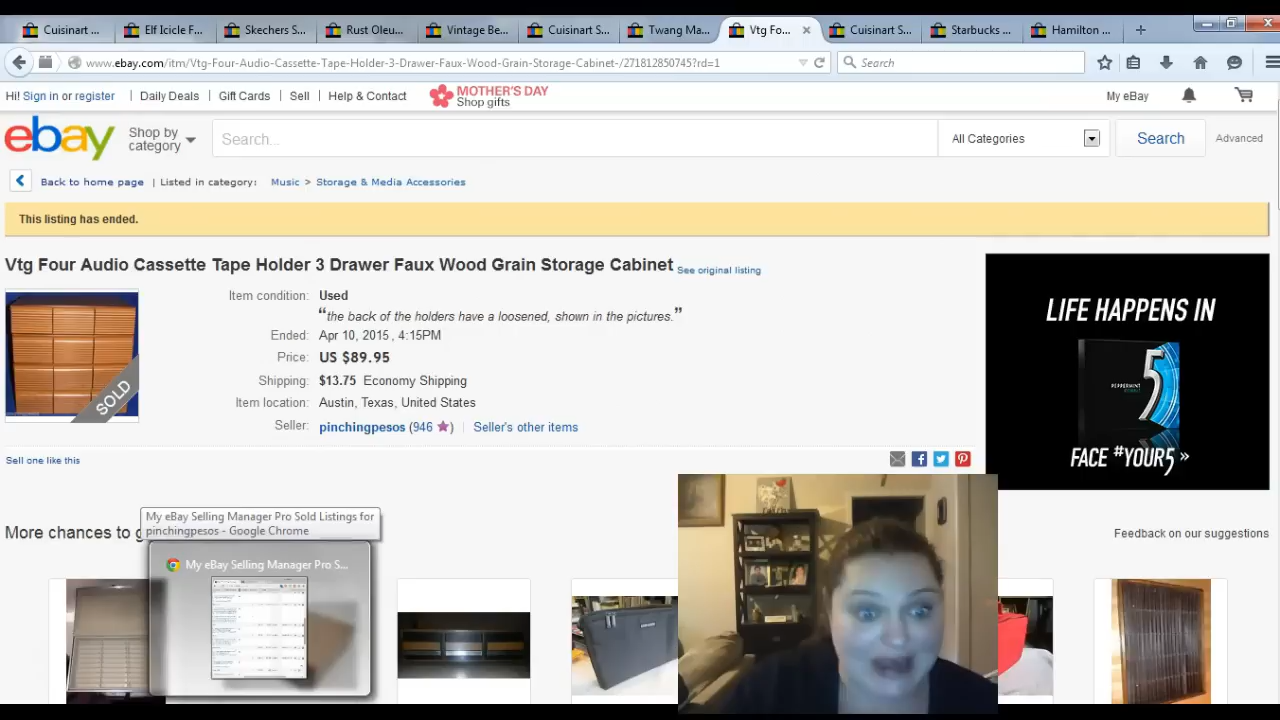 Cuisinart ...
Elf Icicle F...
Skechers S...
Rust Oleu...
Vintage Be...
Cuisinart S...
Twang Ma...
Vtg Fo...
Cuisinart S...
Starbucks ...
Hamilton ...
www.ebay.com/itm/Vtg-Four-Audio-Cassette-Tape-Holder-3-Drawer-Faux-Wood-Grain-Storage-Cabinet-/271812850745?rd=1
Search
Hi! Sign in or register
Daily Deals
Gift Cards
Sell
Help & Contact
MOTHER'S DAY
Shop gifts
My eBay
ebay
Shop by
category
Search...
All Categories
Search
Advanced
Back to home page | Listed in category: Music > Storage & Media Accessories
This listing has ended.
Vtg Four Audio Cassette Tape Holder 3 Drawer Faux Wood Grain Storage Cabinet See original listing
SOLD
Item condition: Used
“the back of the holders have a loosened, shown in the pictures.”
Ended: Apr 10, 2015 , 4:15PM
Price: US $89.95
Shipping: $13.75 Economy Shipping
Item location: Austin, Texas, United States
Seller: pinchingpesos (946 ) | Seller's other items
Sell one like this
LIFE HAPPENS IN
5
PEPPERMINT
FACE #YOUR5 »
More chances to g
Feedback on our suggestions
My eBay Selling Manager Pro Sold Listings for
pinchingpesos - Google Chrome
My eBay Selling Manager Pro S...